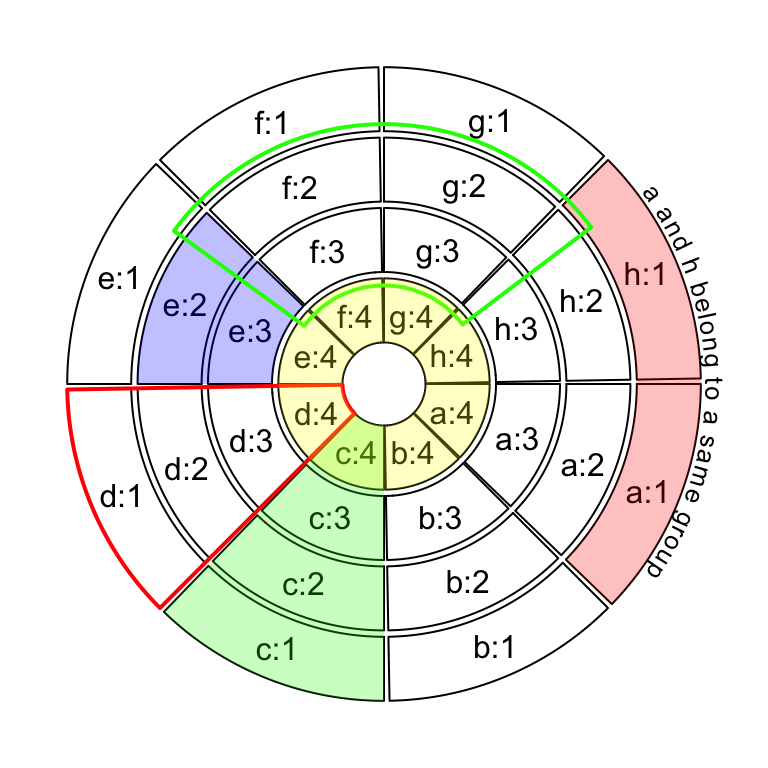 f:1
g:1
f:2
g:2
a and h belong to a same group
f:3
g:3
e:1
h:1
e:2
h:2
e:3
h:3
f:4
g:4
e:4
h:4
d:4
a:4
c:4
b:4
d:3
a:3
d:2
a:2
d:1
a:1
c:3
b:3
c:2
b:2
c:1
b:1